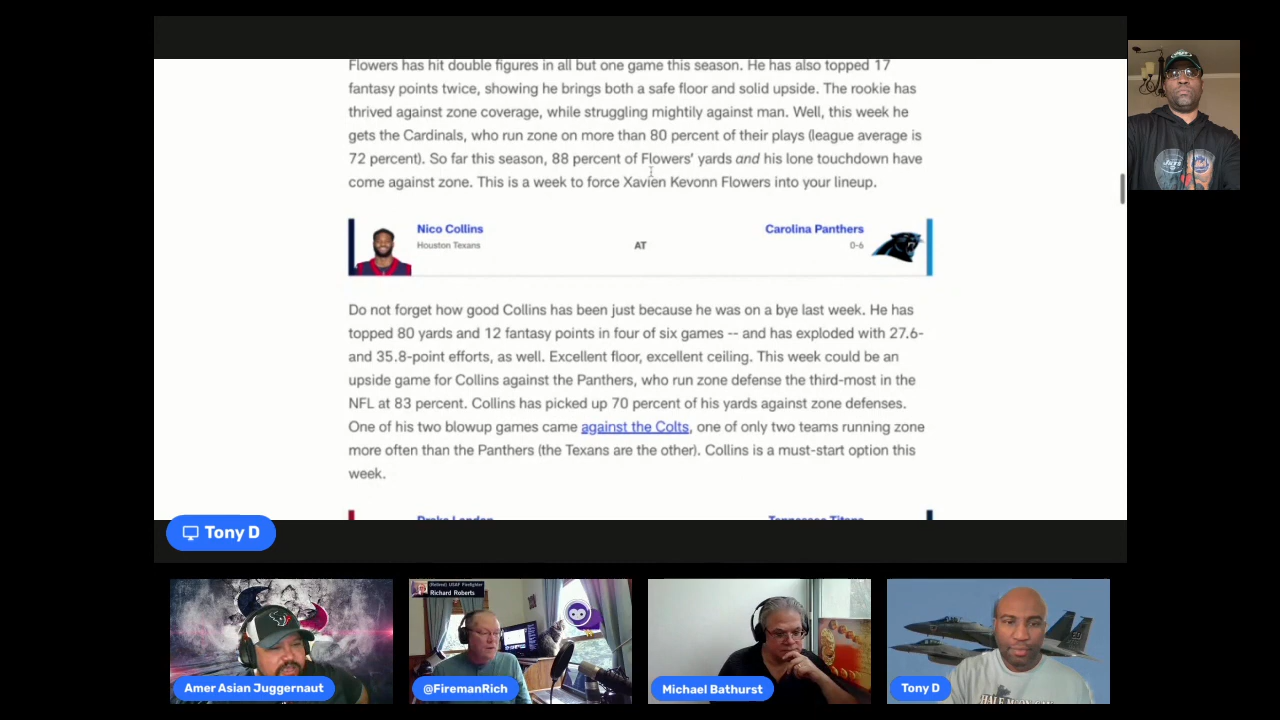 Flowers has hit double figures in all but one game this season. He has also topped 17
fantasy points twice, showing he brings both a safe floor and solid upside. The rookie has
thrived against zone coverage, while struggling mightily against man. Well, this week he
gets the Cardinals, who run zone on more than 80 percent of their plays (league average is
72 percent). So far this season, 88 percent of Flowers' yards and his lone touchdown have
come against zone. This is a week to force Xavien Kevonn Flowers into your lineup.
Nico Collins
Houston Texans
AT
Carolina Panthers
0-6
Do not forget how good Collins has been just because he was on a bye last week. He has
topped 80 yards and 12 fantasy points in four of six games -- and has exploded with 27.6-
and 35.8-point efforts, as well. Excellent floor, excellent ceiling. This week could be an
upside game for Collins against the Panthers, who run zone defense the third-most in the
NFL at 83 percent. Collins has picked up 70 percent of his yards against zone defenses.
One of his two blowup games came against the Colts, one of only two teams running zone
more often than the Panthers (the Texans are the other). Collins is a must-start option this
week.
Drake London
Tennessee Titans
Tony D
(Retired) USAF Firefighter
Richard Roberts
Amer Asian Juggernaut
@FiremanRich
Michael Bathurst
Tony D